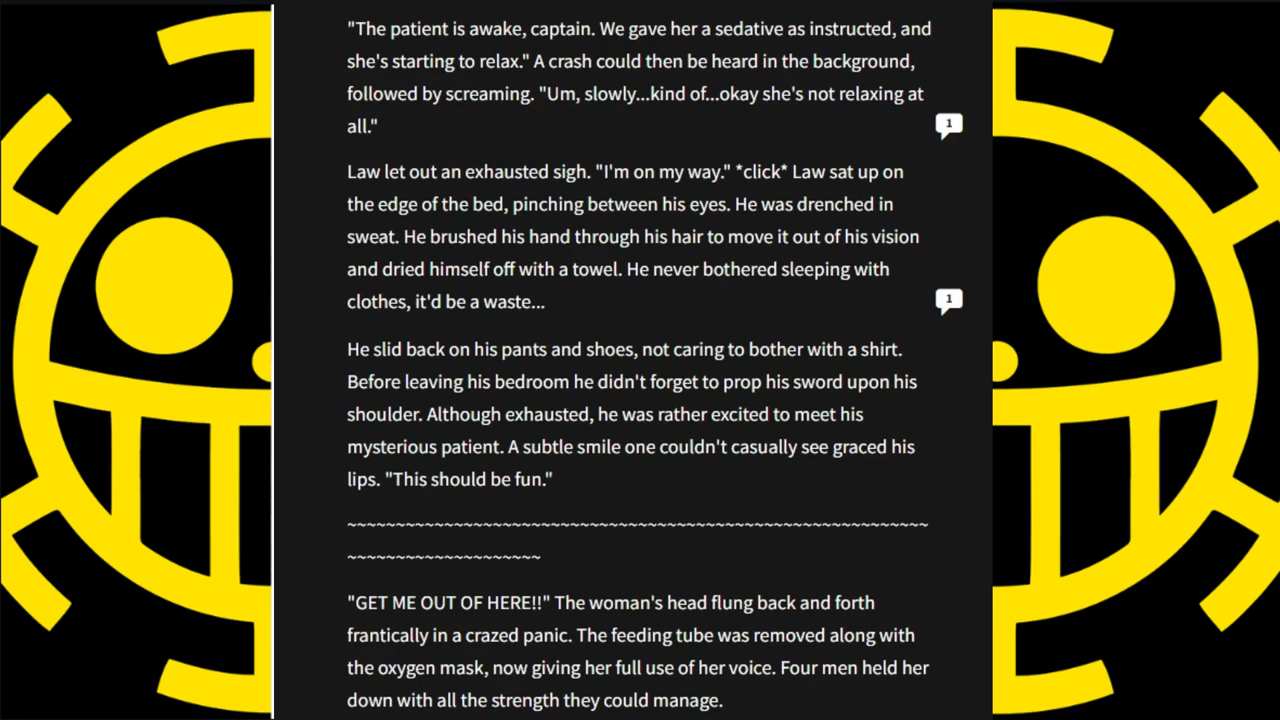 "The patient is awake, captain. We gave her a sedative as instructed, and
she's starting to relax." A crash could then be heard in the background,
followed by screaming. "Um, slowly...kind of...okay she's not relaxing at
all."
1
Law let out an exhausted sigh. "I'm on my way." *click* Law sat up on
the edge of the bed, pinching between his eyes. He was drenched in
sweat. He brushed his hand through his hair to move it out of his vision
and dried himself off with a towel. He never bothered sleeping with
clothes, it'd be a waste...
1
He slid back on his pants and shoes, not caring to bother with a shirt.
Before leaving his bedroom he didn't forget to prop his sword upon his
shoulder. Although exhausted, he was rather excited to meet his
mysterious patient. A subtle smile one couldn't casually see graced his
lips. "This should be fun."
~~~~~~~~~~~~~~~~~~~~~~~~~~~~~~~~~~~~~~~~~~~~~~~~~~~~~~~~~~~~
~~~~~~~~~~~~~~~~~~~~
"GET ME OUT OF HERE!!" The woman's head flung back and forth
frantically in a crazed panic. The feeding tube was removed along with
the oxygen mask, now giving her full use of her voice. Four men held her
down with all the strength they could manage.